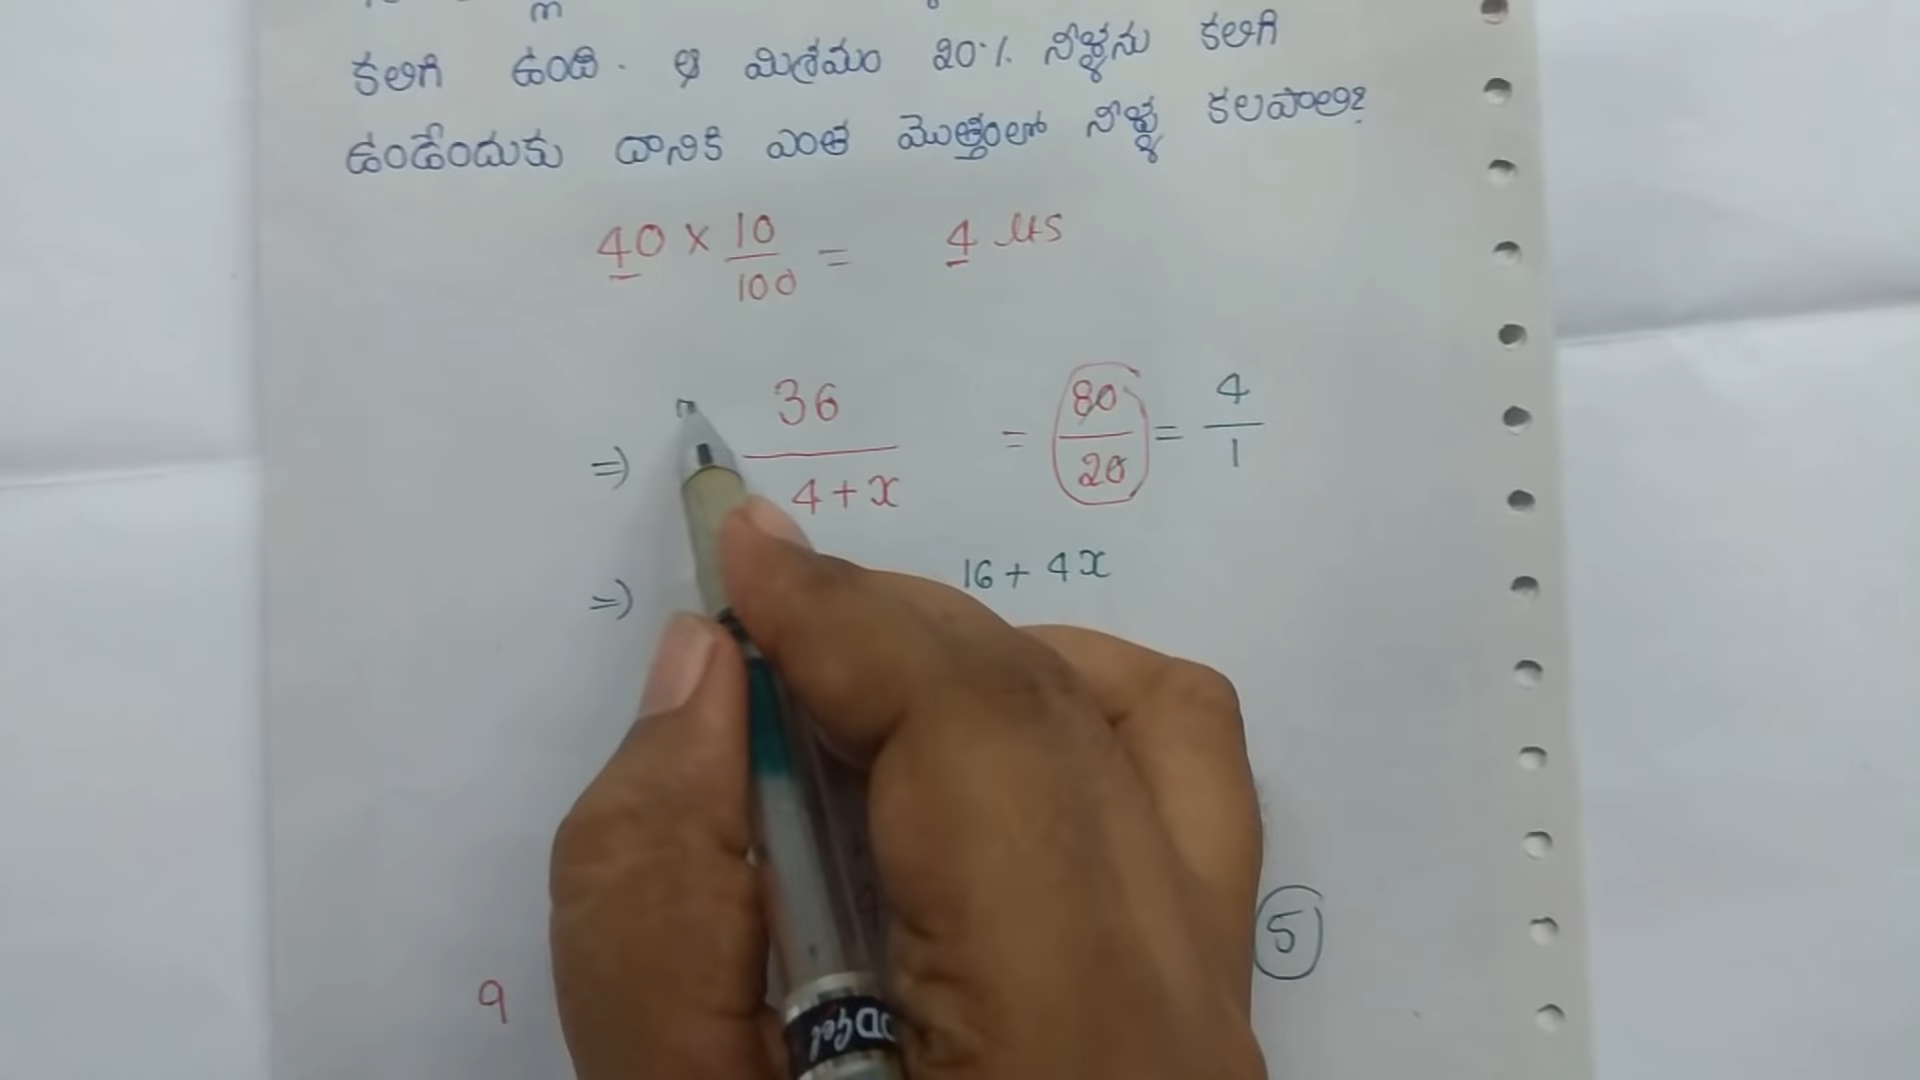 కలిగి ఉంది. ఆ మిశ్రమం 20% నీళ్ళను కలిగి
ఉండేందుకు దానికి ఎంత మొత్తంలో నీళ్ళు కలపాలి?
40 × 10/100 = 4 lts
m
=) 36/4+x = 80/20 = 4/1
=) 16 + 4x
5
9